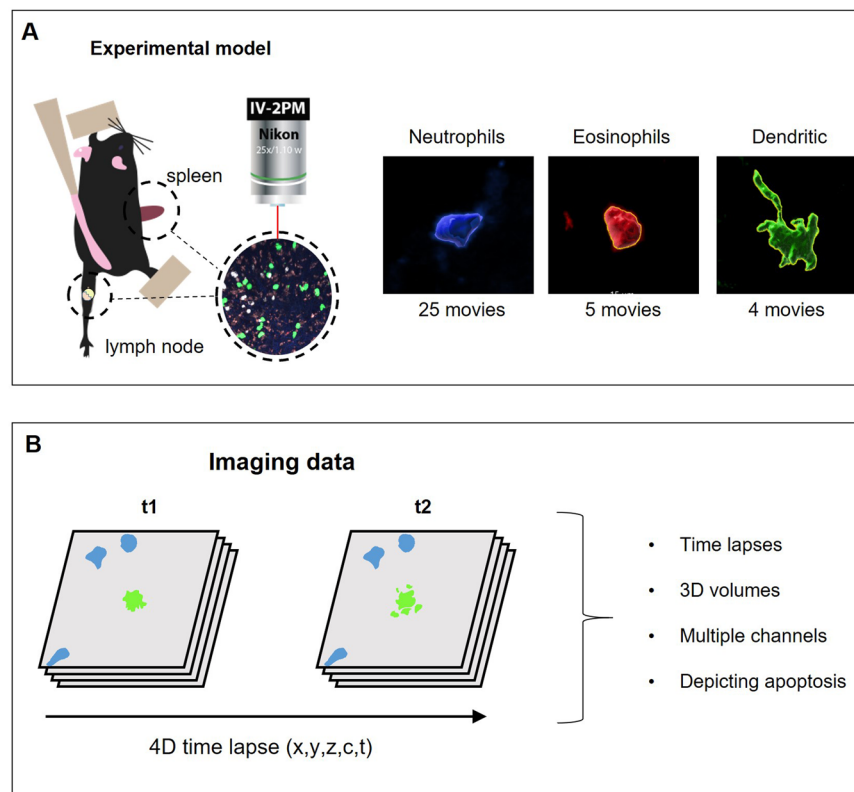 A
Experimental model
IV-2PM
Nikon
25x/1.10 w
spleen
lymph node
Neutrophils
Eosinophils
Dendritic
25 movies
5 movies
4 movies
B
Imaging data
t1
t2
• Time lapses
• 3D volumes
• Multiple channels
• Depicting apoptosis
4D time lapse (x,y,z,c,t)